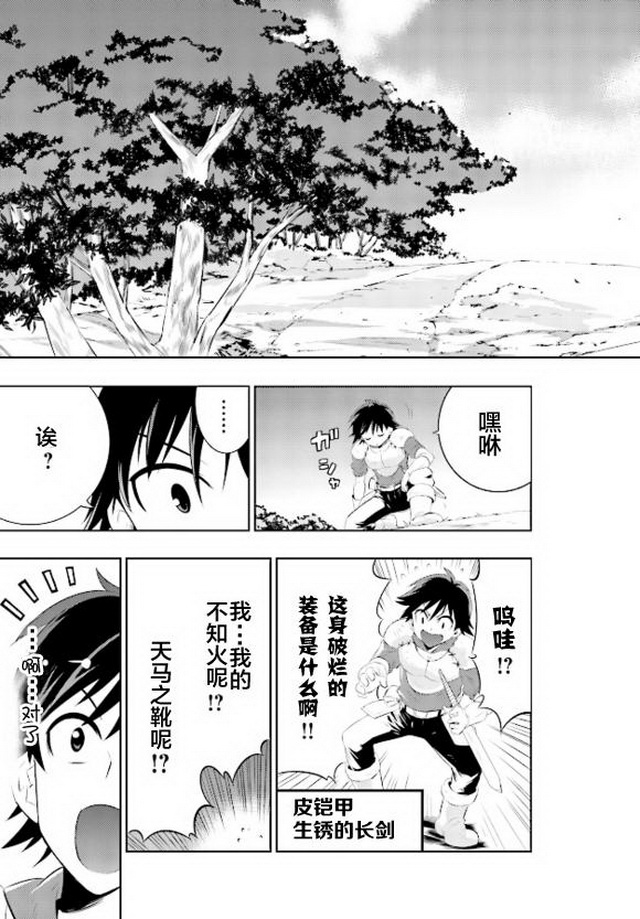 嘿咻
ガシャ
……
诶？
呜哇!?
这身破烂的
装备是什么啊!!
皮铠甲
生锈的长剑
我…我的
不知火呢!?
天马之靴呢!?
…啊…
…对了